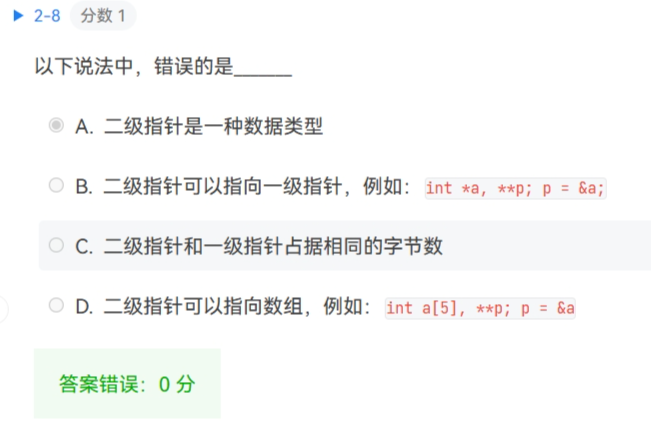 2-8 分数 1
以下说法中，错误的是______
A. 二级指针是一种数据类型
B. 二级指针可以指向一级指针，例如： int *a, **p; p = &a;
C. 二级指针和一级指针占据相同的字节数
D. 二级指针可以指向数组，例如： int a[5], **p; p = &a
答案错误：0 分